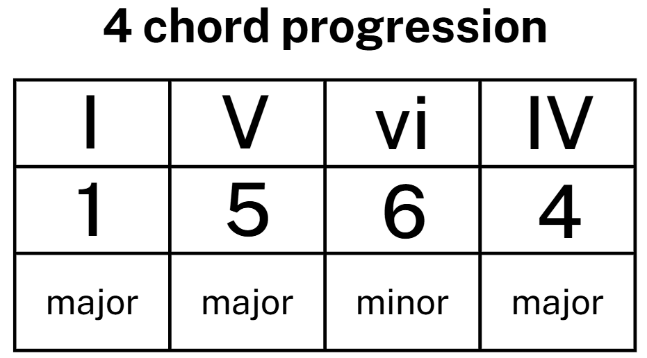 4 chord progression
I V vi IV
1 5 6 4
major major minor major